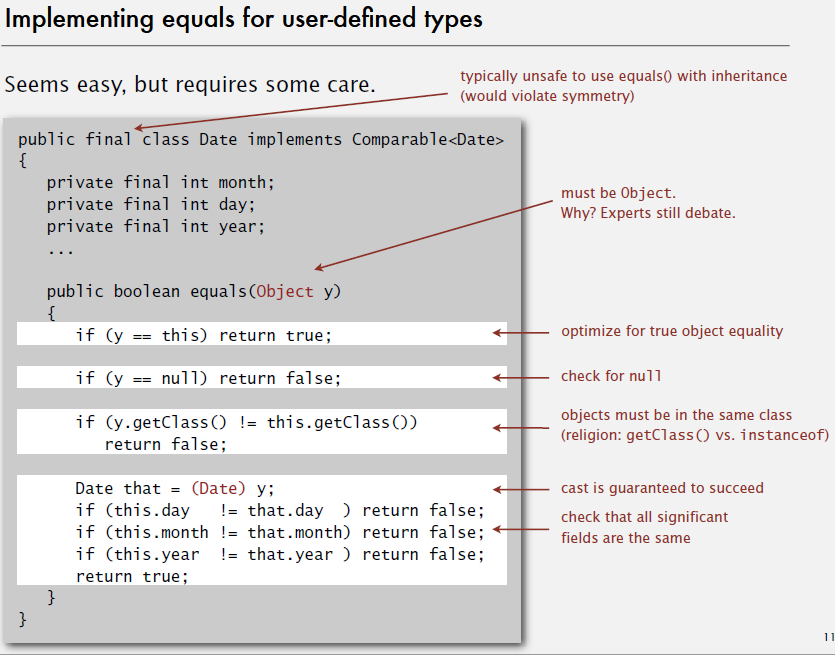 Implementing equals for user-defined types
Seems easy, but requires some care.
typically unsafe to use equals() with inheritance
(would violate symmetry)
public final class Date implements Comparable<Date>
{
   private final int month;
   private final int day;
   private final int year;
   ...
must be Object.
Why? Experts still debate.
   public boolean equals(Object y)
   {
      if (y == this) return true;
optimize for true object equality
      if (y == null) return false;
check for null
      if (y.getClass() != this.getClass())
         return false;
objects must be in the same class
(religion: getClass() vs. instanceof)
      Date that = (Date) y;
cast is guaranteed to succeed
      if (this.day   != that.day  ) return false;
      if (this.month != that.month) return false;
      if (this.year  != that.year ) return false;
      return true;
check that all significant
fields are the same
   }
}
11